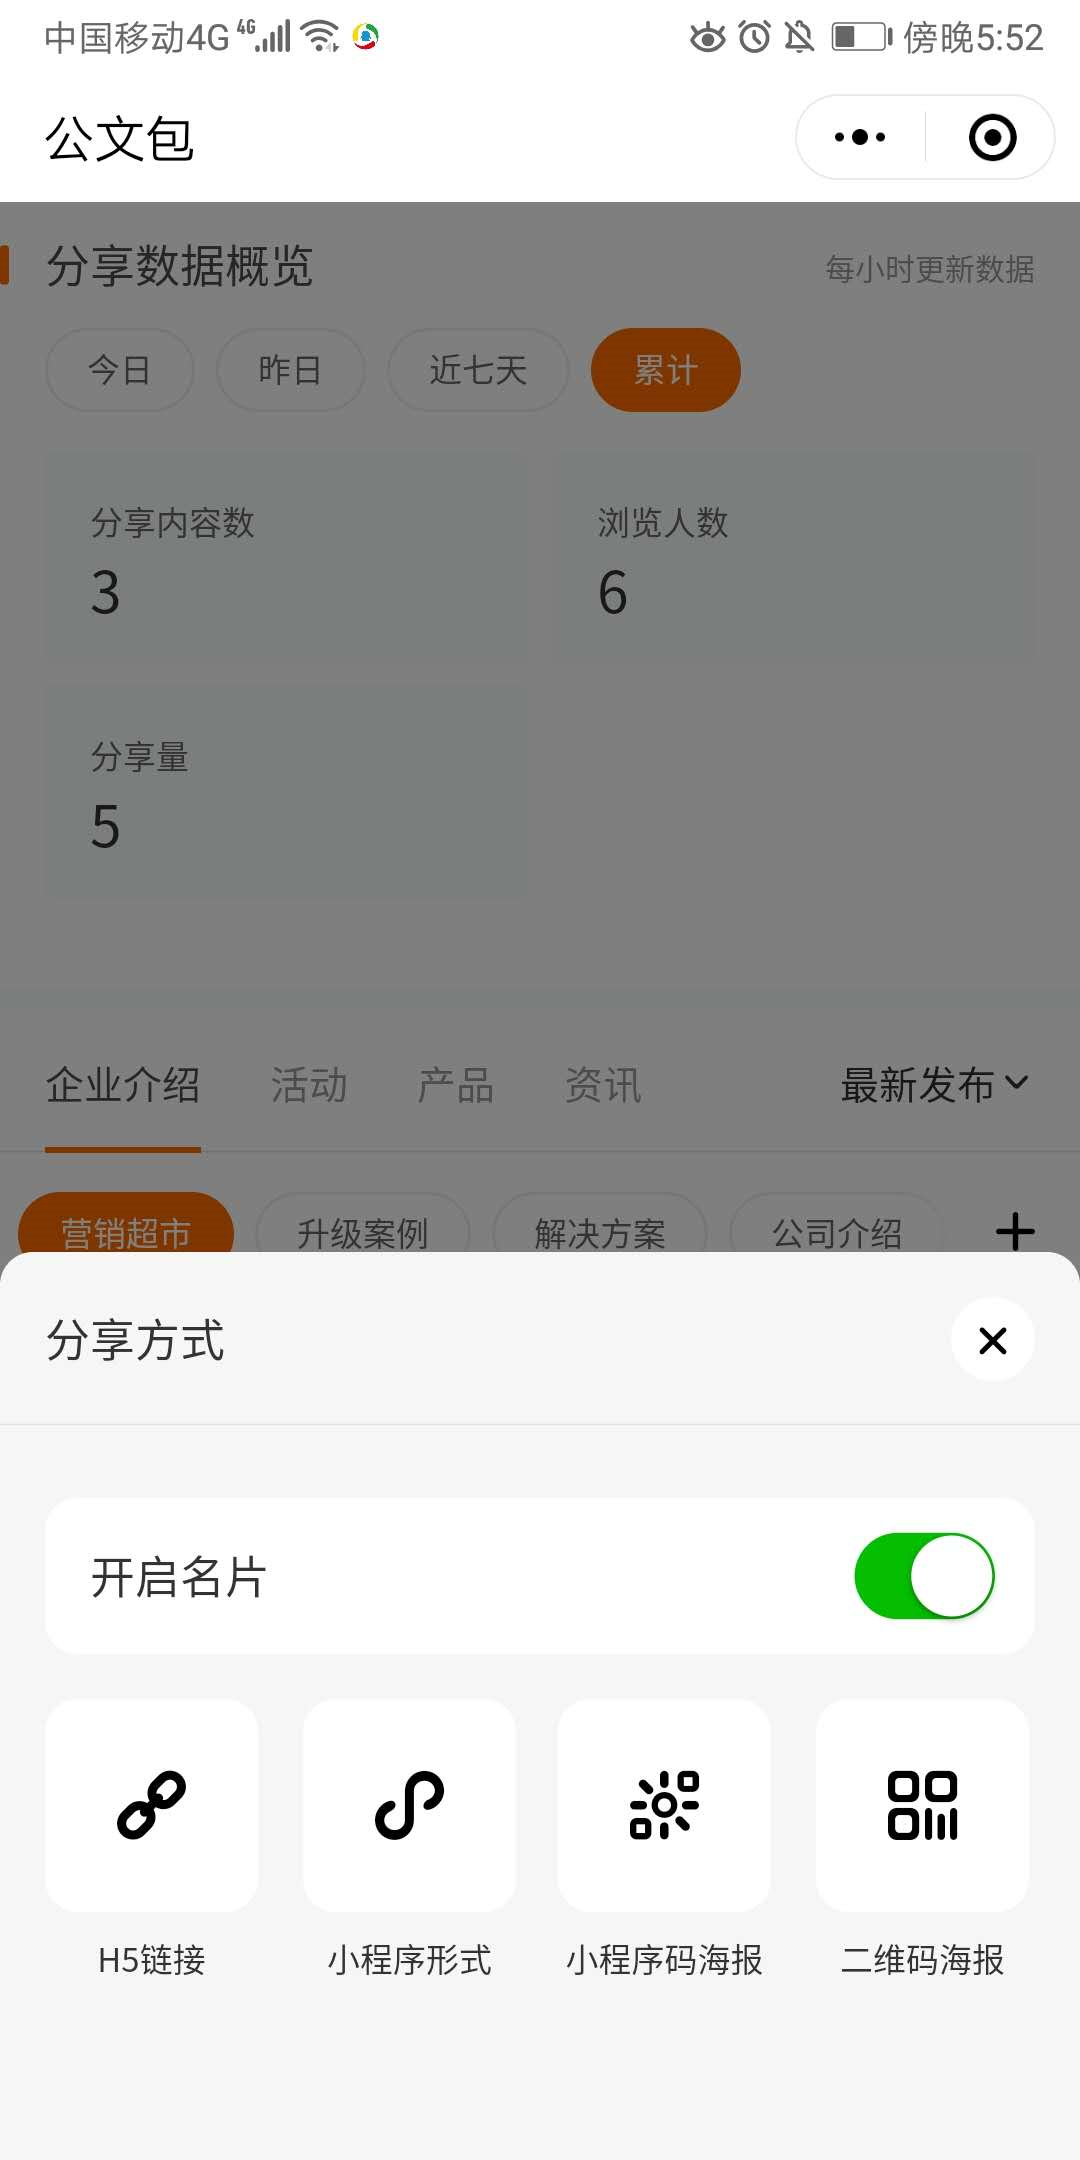 中国移动4G 4G 傍晚5:52
公文包
分享数据概览 每小时更新数据
今日 昨日 近七天 累计
分享内容数 浏览人数
3 6
分享量
5
企业介绍 活动 产品 资讯 最新发布
营销超市 升级案例 解决方案 公司介绍
分享方式
开启名片
H5链接 小程序形式 小程序码海报 二维码海报